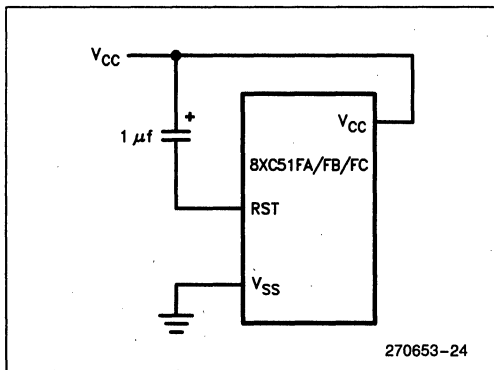 VCC
VCC
+
1 μf
8XC51FA/FB/FC
RST
VSS
270653-24